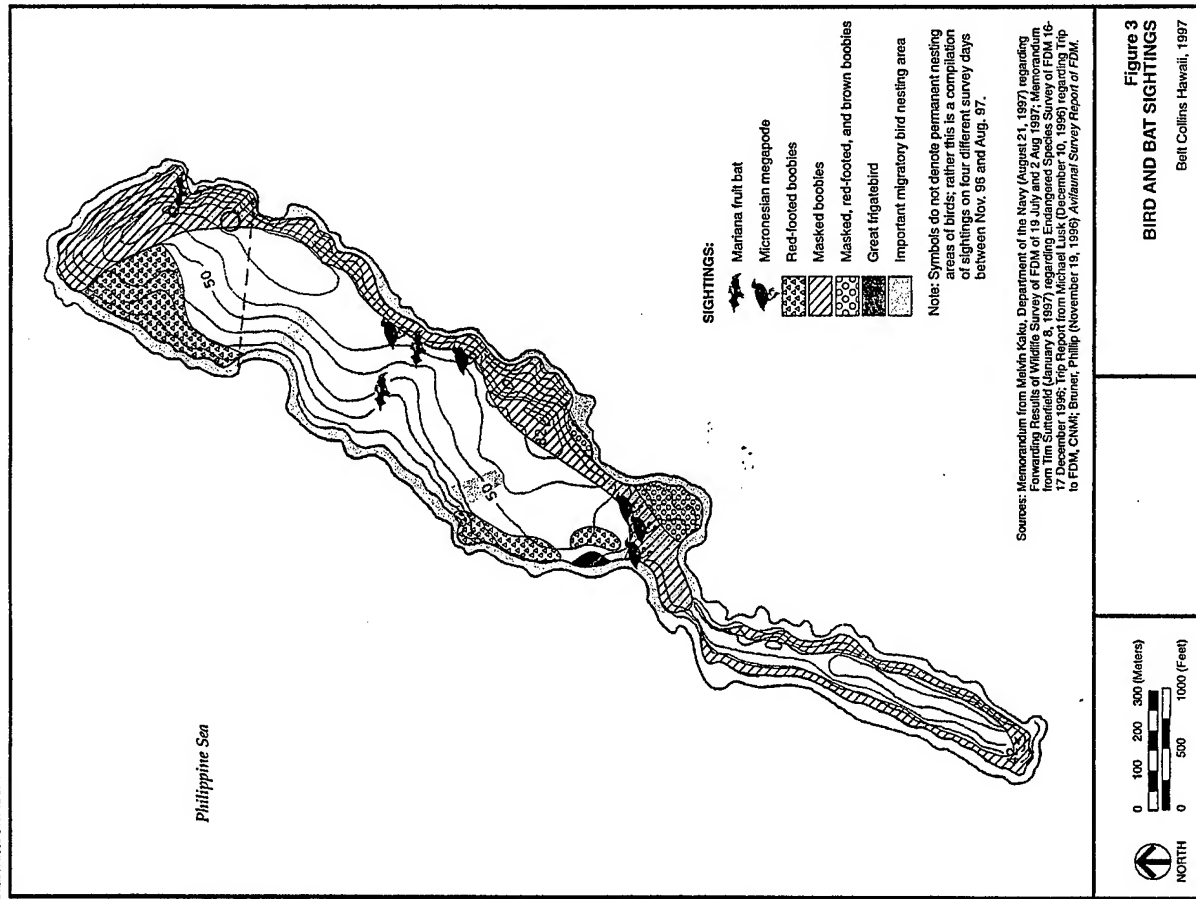 Philippine Sea
50
50
SIGHTINGS:
Mariana fruit bat
Micronesian megapode
Red-footed boobies
Masked boobies
Masked, red-footed, and brown boobies
Great frigatebird
Important migratory bird nesting area
Note: Symbols do not denote permanent nesting
areas of birds; rather this is a compilation
of sightings on four different survey days
between Nov. 96 and Aug. 97.
Sources: Memorandum from Melvin Kaku, Department of the Navy (August 21, 1997) regarding
Forwarding Results of Wildlife Survey of FDM of 19 July and 2 Aug 1997; Memorandum
from Tim Sutterfield (January 8, 1997) regarding Endangered Species Survey of FDM 16-
17 December 1996; Trip Report from Michael Lusk (December 10, 1996) regarding Trip
to FDM, CNMI; Bruner, Phillip (November 19, 1996) Avifaunal Survey Report of FDM.
NORTH
0 100 200 300 (Meters)
0 500 1000 (Feet)
Figure 3
BIRD AND BAT SIGHTINGS
Belt Collins Hawaii, 1997